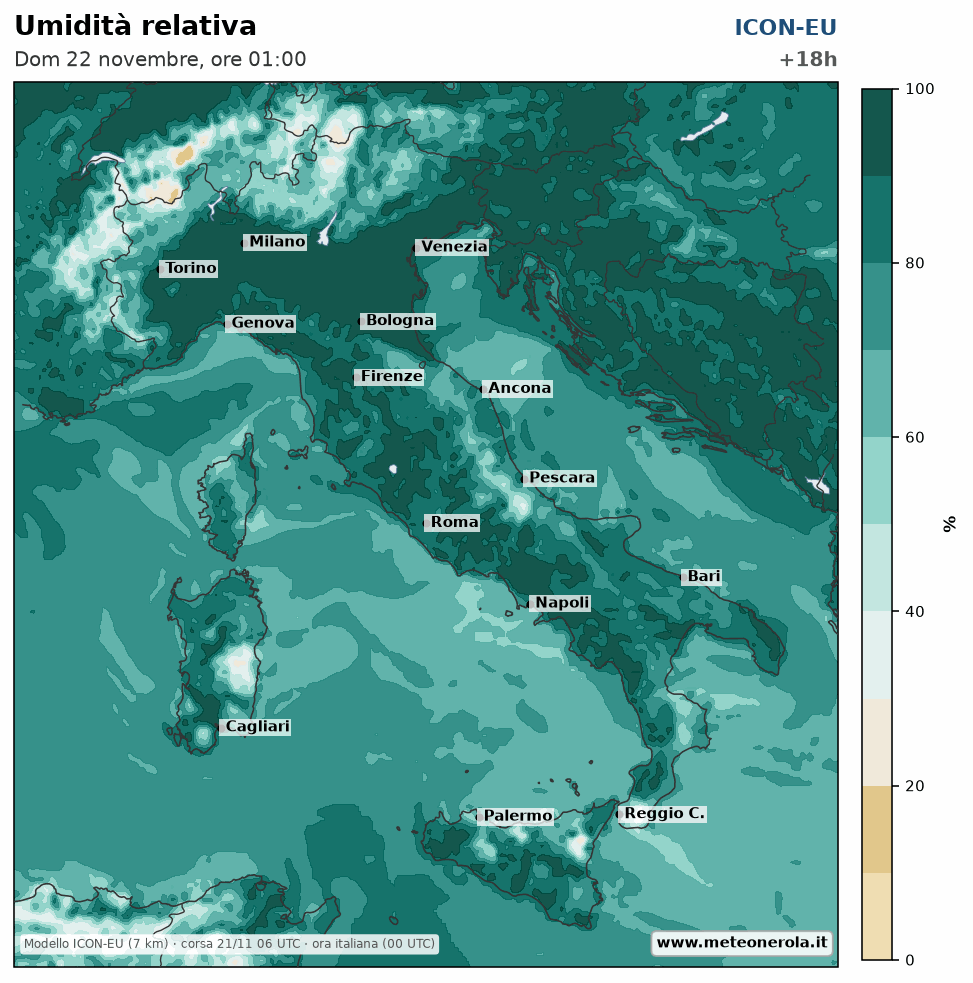 Umidità relativa
ICON-EU
Dom 22 novembre, ore 01:00
+18h
100
80
60
40
20
0
%
Milano
Venezia
Torino
Genova
Bologna
Firenze
Ancona
Pescara
Roma
Bari
Napoli
Cagliari
Palermo
Reggio C.
Modello ICON-EU (7 km) · corsa 21/11 06 UTC · ora italiana (00 UTC)
www.meteonerola.it